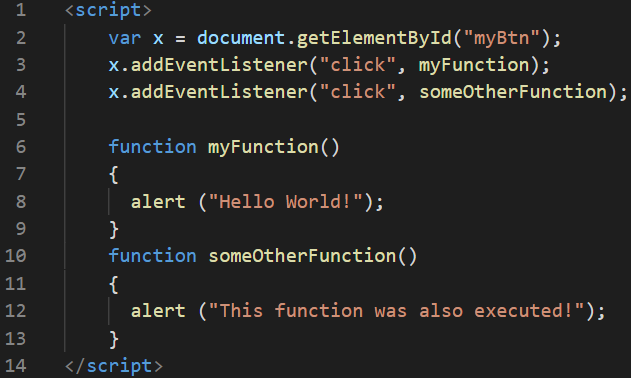 1 <script>
2 var x = document.getElementById("myBtn");
3 x.addEventListener("click", myFunction);
4 x.addEventListener("click", someOtherFunction);
5
6 function myFunction()
7 {
8 alert ("Hello World!");
9 }
10 function someOtherFunction()
11 {
12 alert ("This function was also executed!");
13 }
14 </script>